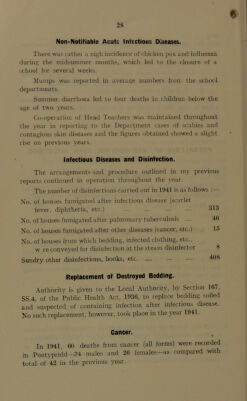 28
Non-Notifiable Acute Infectious Diseases.
There was rather a high incidence of chicken pox and influenza
during the midsummer months, which led to the closure of a
school for several weeks.
Mumps was reported in average numbers from the school
departments.
Summer diarrhoea led to four deaths in children below the
age of two years.
Co-operation of Head Teachers was maintained throughout
the year in reporting to the Department cases of scabies and
contagious skin diseases and the figures obtained showed a slight
rise on previous years.
Infectious Diseases and Disinfection.
The arrangements and procedure outlined in my previous
reports continued in operation throughout the year.
The number of disinfections carried out in 1941 is as follows :—
No. of houses fumigated after infectious disease (scarlet
fever, diphtheria, etc.) ... 313
No. of houses fumigated after pulmonary tuberculosis ... 46
No. of houses fumigated after other diseases (cancer, etc.) 15
No. of houses from which bedding, infected clothing, etc.,
were conveyed for disinfection at the steam disinfector 8
Sundry other disinfections, books, etc. ... 408
Replacement of Destroyed Bedding.
Authority is given to the Local Authority, by Section 167,
SS.4, of the Public Health Act, 1936, to replace bedding soiled
and suspected of containing infection after infectious disease.
No such replacement, however, took place in the year 1941.
Cancer.
In 1941, 60 deaths from cancer (all forms) were recorded
in Pontypridd—34 males and 26 females—as compared with
total of 42 in the previous year.